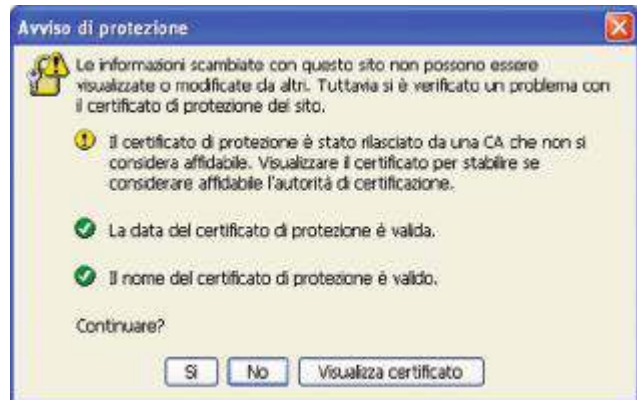 Avviso di protezione
Le informazioni scambiate con questo sito non possono essere
visualizzate o modificate da altri. Tuttavia si è verificato un problema con
il certificato di protezione del sito.
Il certificato di protezione è stato rilasciato da una CA che non si
considera affidabile. Visualizzare il certificato per stabilire se
considerare affidabile l'autorità di certificazione.
La data del certificato di protezione è valida.
Il nome del certificato di protezione è valido.
Continuare?
Sì No Visualizza certificato